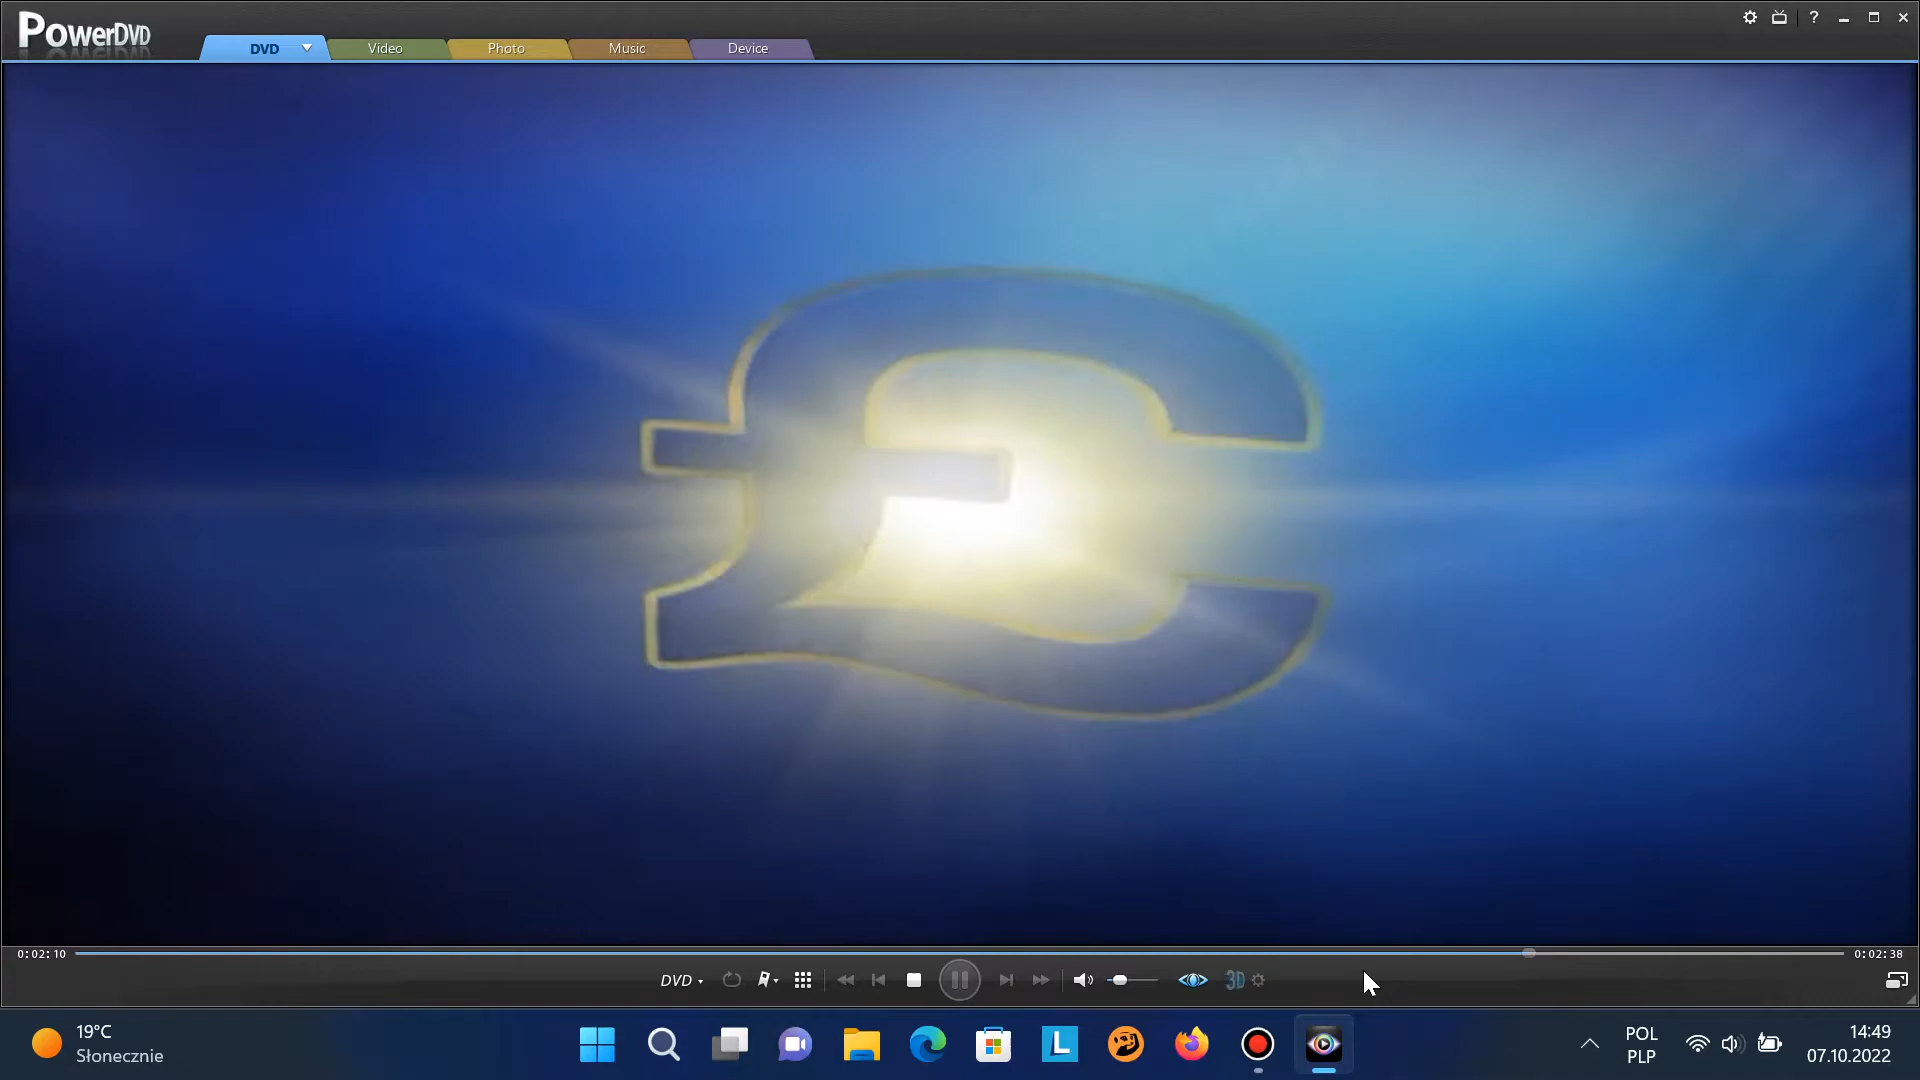 PowerDVD
DVD
Video
Photo
Music
Device
?
0:02:10
0:02:38
DVD
3D
19°C
Słonecznie
L
POL
PLP
14:49
07.10.2022